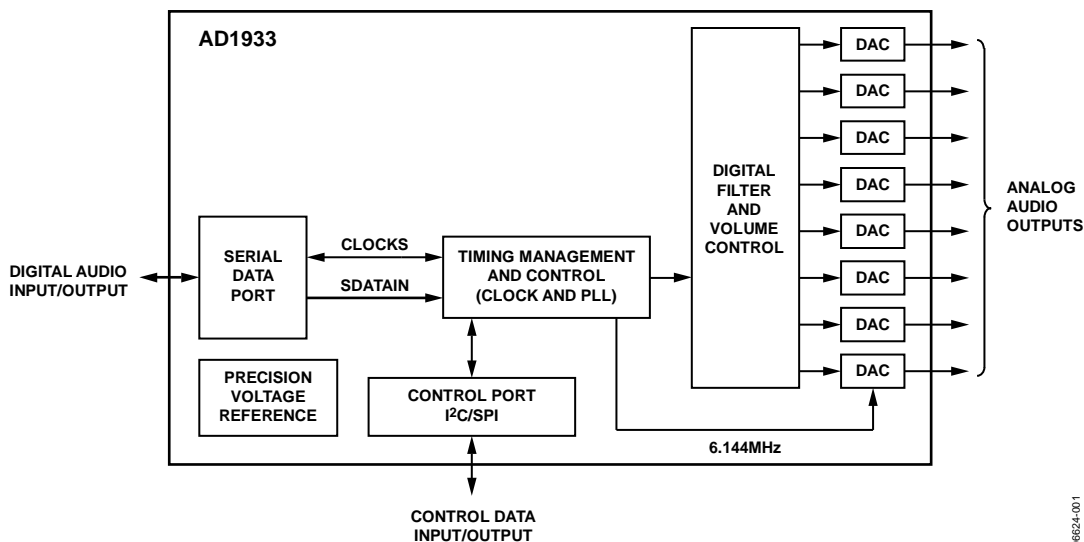 AD1933
DAC
DAC
DAC
DAC
DAC
DAC
DAC
DAC
DIGITAL
FILTER
AND
VOLUME
CONTROL
ANALOG
AUDIO
OUTPUTS
DIGITAL AUDIO
INPUT/OUTPUT
SERIAL
DATA
PORT
CLOCKS
SDATAIN
TIMING MANAGEMENT
AND CONTROL
(CLOCK AND PLL)
PRECISION
VOLTAGE
REFERENCE
CONTROL PORT
I²C/SPI
6.144MHz
CONTROL DATA
INPUT/OUTPUT
6624-001